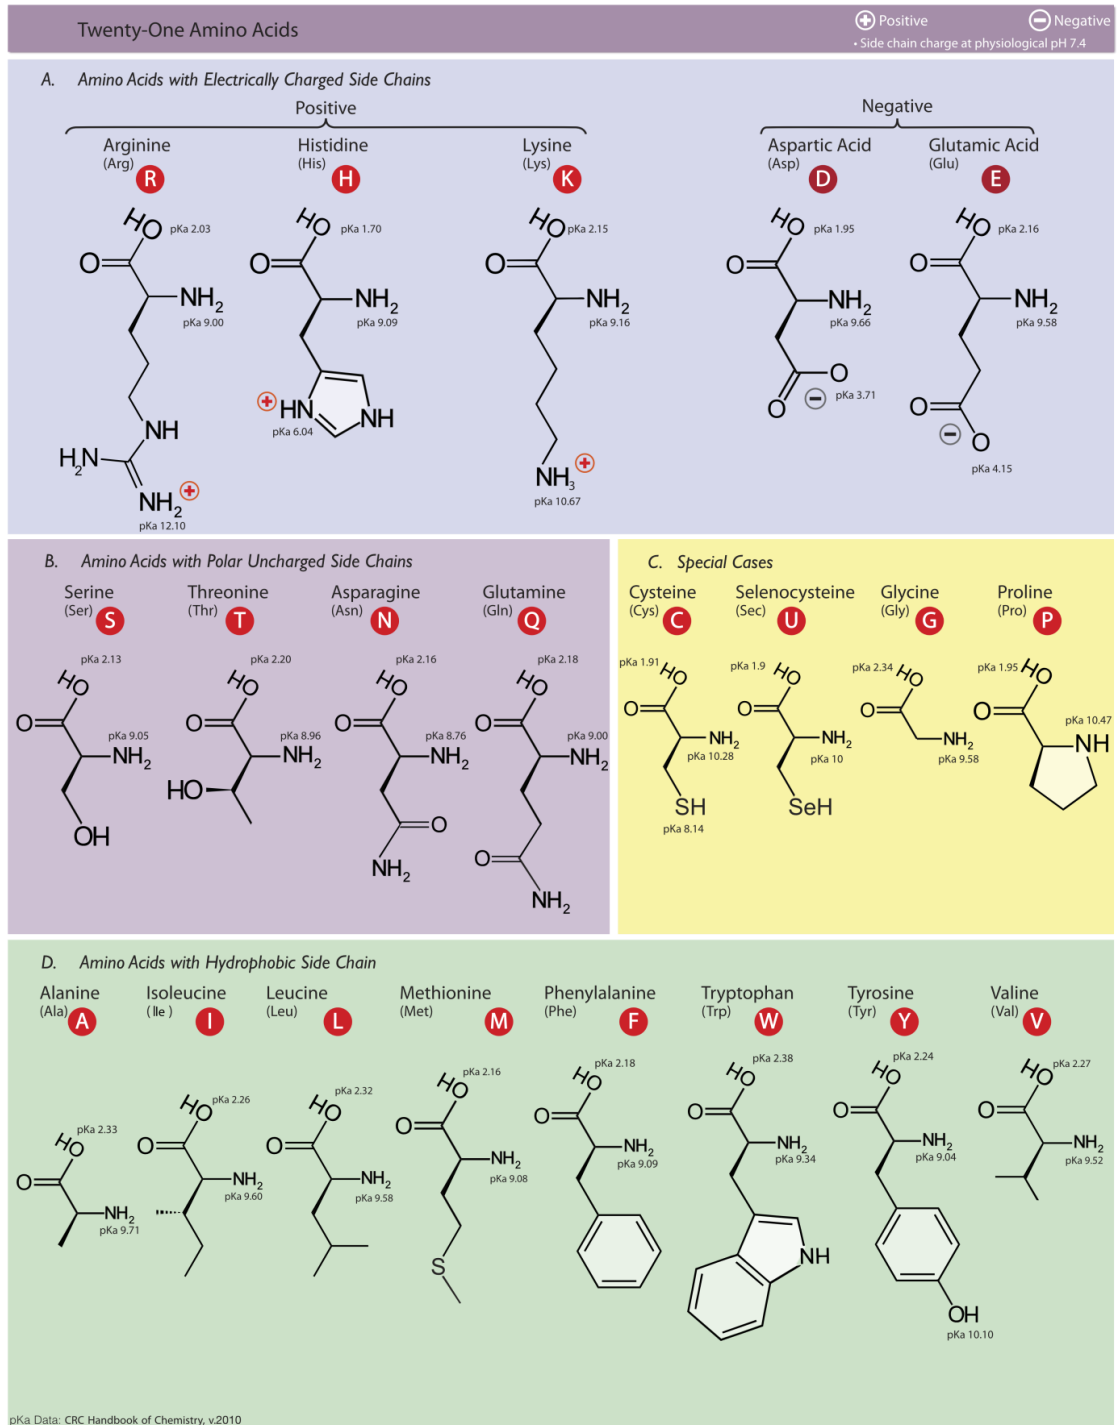 Twenty-One Amino Acids
+ Positive
− Negative
• Side chain charge at physiological pH 7.4
A. Amino Acids with Electrically Charged Side Chains
Positive
Negative
Arginine
(Arg)
R
Histidine
(His)
H
Lysine
(Lys)
K
Aspartic Acid
(Asp)
D
Glutamic Acid
(Glu)
E
HO
pKa 2.03
O
NH2
pKa 9.00
NH
H2N
NH2
+
pKa 12.10
HO
pKa 1.70
O
NH2
pKa 9.09
+
HN
NH
pKa 6.04
HO
pKa 2.15
O
NH2
pKa 9.16
NH3
+
pKa 10.67
HO
pKa 1.95
O
NH2
pKa 9.66
O
O
−
pKa 3.71
HO
pKa 2.16
O
NH2
pKa 9.58
O
−
O
pKa 4.15
B. Amino Acids with Polar Uncharged Side Chains
Serine
(Ser)
S
Threonine
(Thr)
T
Asparagine
(Asn)
N
Glutamine
(Gln)
Q
pKa 2.13
HO
O
pKa 9.05
NH2
OH
pKa 2.20
HO
O
pKa 8.96
NH2
HO
pKa 2.16
HO
O
pKa 8.76
NH2
O
NH2
pKa 2.18
HO
O
pKa 9.00
NH2
O
NH2
C. Special Cases
Cysteine
(Cys)
C
Selenocysteine
(Sec)
U
Glycine
(Gly)
G
Proline
(Pro)
P
pKa 1.91
HO
O
NH2
pKa 10.28
SH
pKa 8.14
pKa 1.9
HO
O
NH2
pKa 10
SeH
pKa 2.34
HO
O
NH2
pKa 9.58
pKa 1.95
HO
O
pKa 10.47
NH
D. Amino Acids with Hydrophobic Side Chain
Alanine
(Ala)
A
Isoleucine
(Ile)
I
Leucine
(Leu)
L
Methionine
(Met)
M
Phenylalanine
(Phe)
F
Tryptophan
(Trp)
W
Tyrosine
(Tyr)
Y
Valine
(Val)
V
pKa 2.33
HO
O
NH2
pKa 9.71
pKa 2.26
HO
O
NH2
pKa 9.60
pKa 2.32
HO
O
NH2
pKa 9.58
pKa 2.16
HO
O
NH2
pKa 9.08
S
pKa 2.18
HO
O
NH2
pKa 9.09
pKa 2.38
HO
O
NH2
pKa 9.34
NH
pKa 2.24
HO
O
NH2
pKa 9.04
OH
pKa 10.10
pKa 2.27
HO
O
NH2
pKa 9.52
pKa Data: CRC Handbook of Chemistry, v.2010